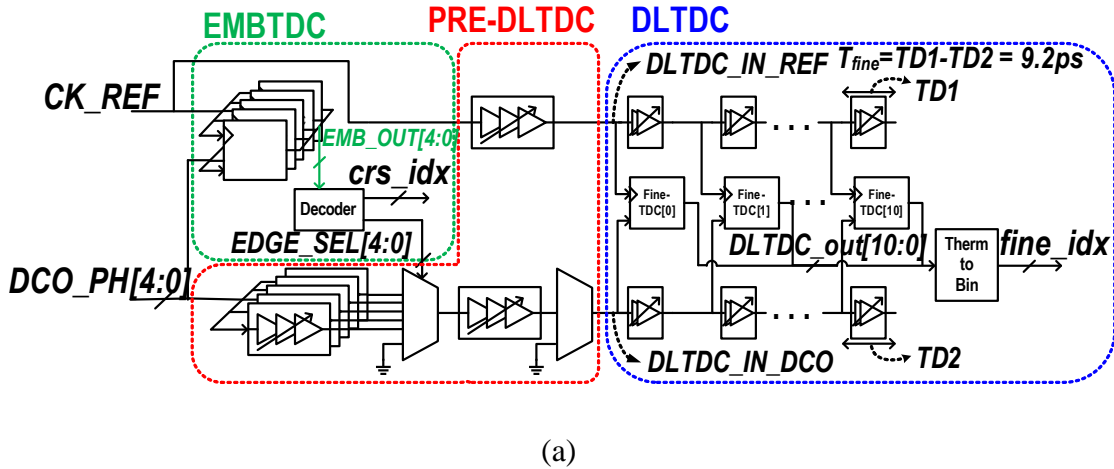 EMBTDC
PRE-DLTDC
DLTDC
DLTDC_IN_REF
Tfine=TD1-TD2 = 9.2ps
TD1
CK_REF
EMB_OUT[4:0]
crs_idx
Decoder
EDGE_SEL[4:0]
Fine-
TDC[0]
Fine-
TDC[1]
Fine-
TDC[10]
DLTDC_out[10:0]
Therm
to
Bin
fine_idx
DCO_PH[4:0]
DLTDC_IN_DCO
TD2
(a)